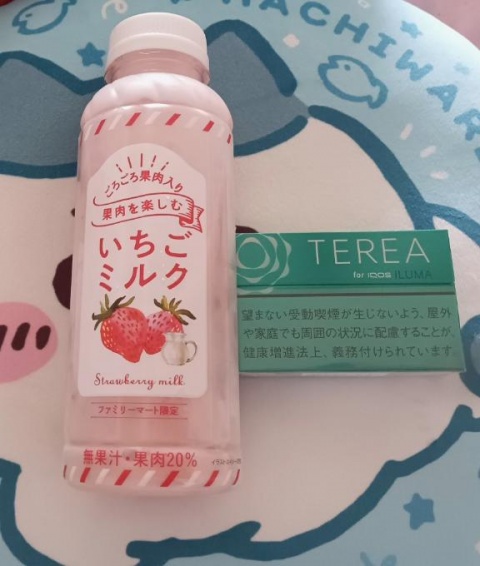 HACHIWARE
ごろごろ果肉入り
果肉を楽しむ
いちご
ミルク
Strawberry milk
ファミリーマート限定
無果汁・果肉20%
TEREA
for IQOS ILUMA
望まない受動喫煙が生じないよう、屋外
や家庭でも周囲の状況に配慮することが、
健康増進法上、義務付けられています。